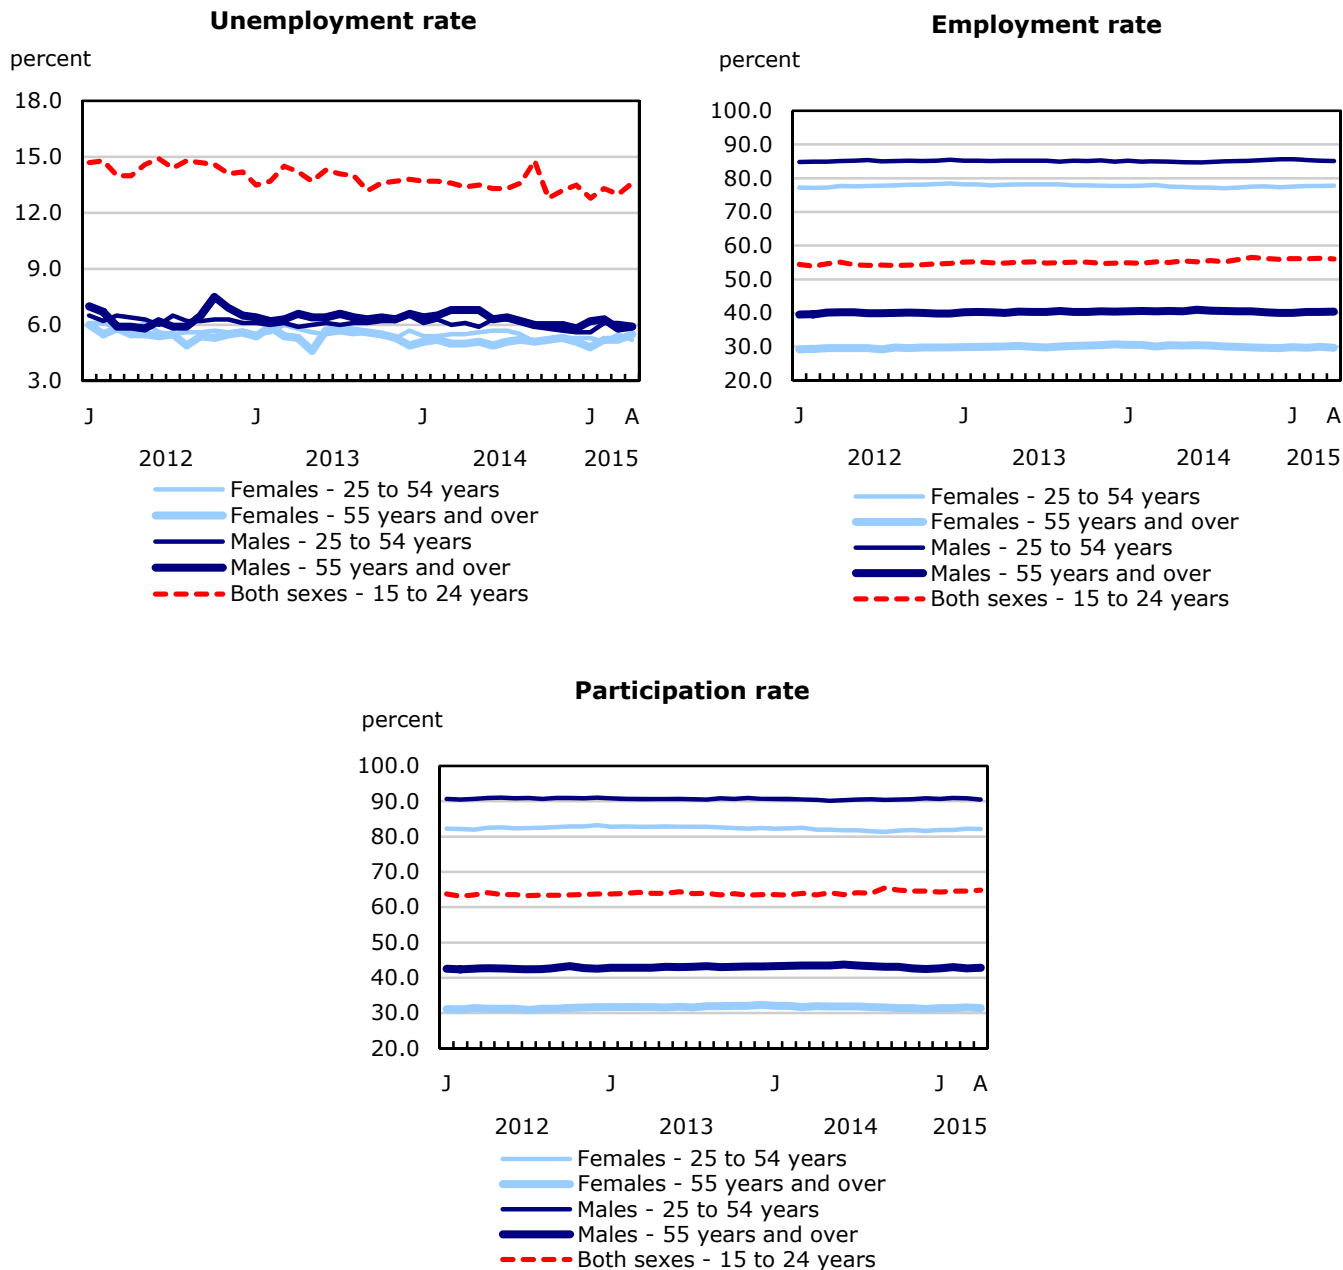 Unemployment rate
percent
18.0
15.0
12.0
9.0
6.0
3.0
J J J J A
2012 2013 2014 2015
Females - 25 to 54 years
Females - 55 years and over
Males - 25 to 54 years
Males - 55 years and over
Both sexes - 15 to 24 years
Employment rate
percent
100.0
90.0
80.0
70.0
60.0
50.0
40.0
30.0
20.0
J J J J A
2012 2013 2014 2015
Females - 25 to 54 years
Females - 55 years and over
Males - 25 to 54 years
Males - 55 years and over
Both sexes - 15 to 24 years
Participation rate
percent
100.0
90.0
80.0
70.0
60.0
50.0
40.0
30.0
20.0
J J J J A
2012 2013 2014 2015
Females - 25 to 54 years
Females - 55 years and over
Males - 25 to 54 years
Males - 55 years and over
Both sexes - 15 to 24 years